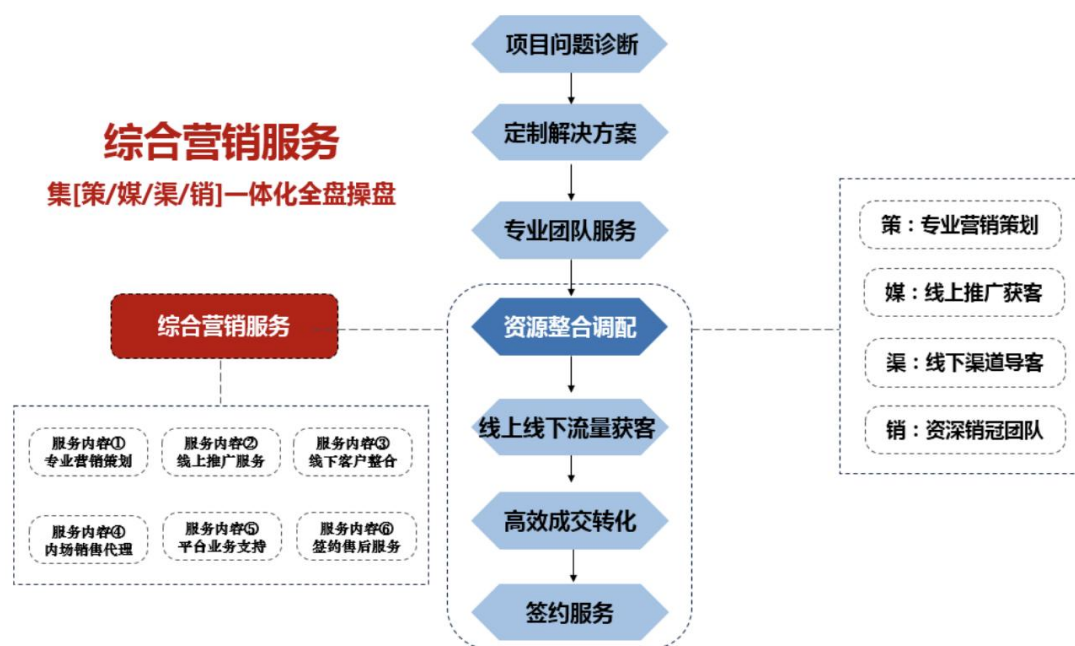 综合营销服务
集[策/媒/渠/销]一体化全盘操盘
项目问题诊断
定制解决方案
专业团队服务
资源整合调配
线上线下流量获客
高效成交转化
签约服务
综合营销服务
服务内容①
专业营销策划
服务内容②
线上推广服务
服务内容③
线下客户整合
服务内容④
内场销售代理
服务内容⑤
平台业务支持
服务内容⑥
签约售后服务
策：专业营销策划
媒：线上推广获客
渠：线下渠道导客
销：资深销冠团队